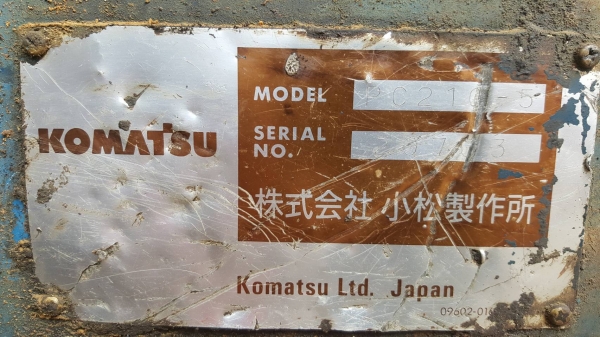 KOMATSU
MODEL PC210-5
SERIAL
NO.
株式会社 小松製作所
Komatsu Ltd. Japan